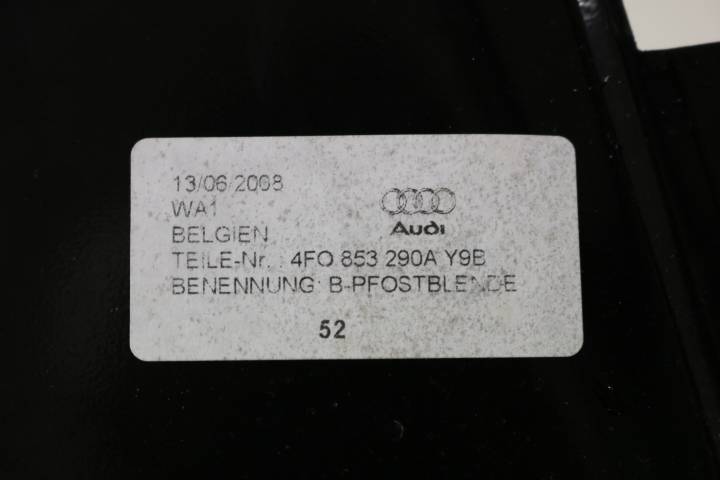 13/06/2008
WA1
BELGIEN
Audi
TEILE-Nr. : 4FO 853 290A Y9B
BENENNUNG: B-PFOSTBLENDE
52